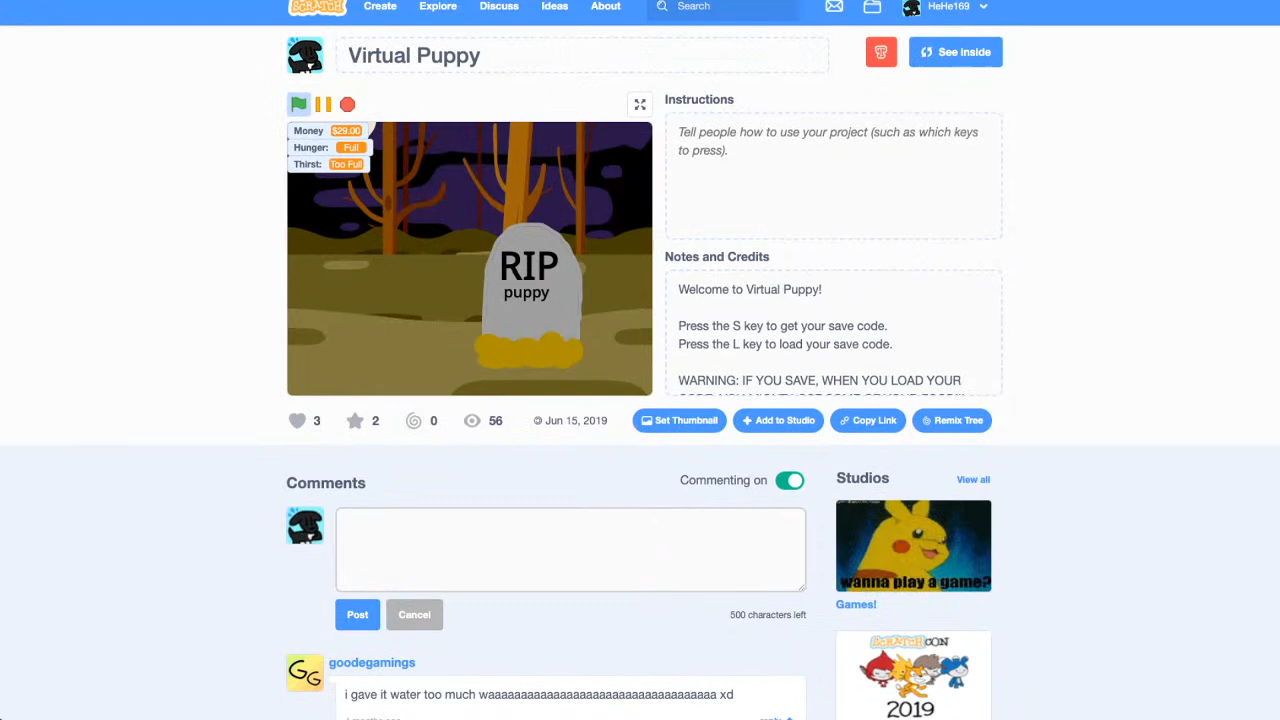 SCRATCH
Create
Explore
Discuss
Ideas
About
Search
HeHe169
Virtual Puppy
See inside
Money $29.00
Hunger: Full
Thirst: Too Full
RIP
puppy
Instructions
Tell people how to use your project (such as which keys
to press).
Notes and Credits
Welcome to Virtual Puppy!
Press the S key to get your save code.
Press the L key to load your save code.
WARNING: IF YOU SAVE, WHEN YOU LOAD YOUR
3
2
0
56
© Jun 15, 2019
Set Thumbnail
Add to Studio
Copy Link
Remix Tree
Comments
Commenting on
Post
Cancel
500 characters left
GG
goodegamings
i gave it water too much waaaaaaaaaaaaaaaaaaaaaaaaaaaaaaaaaaa xd
Studios
View all
wanna play a game?
Games!
SCRATCH CON
2019